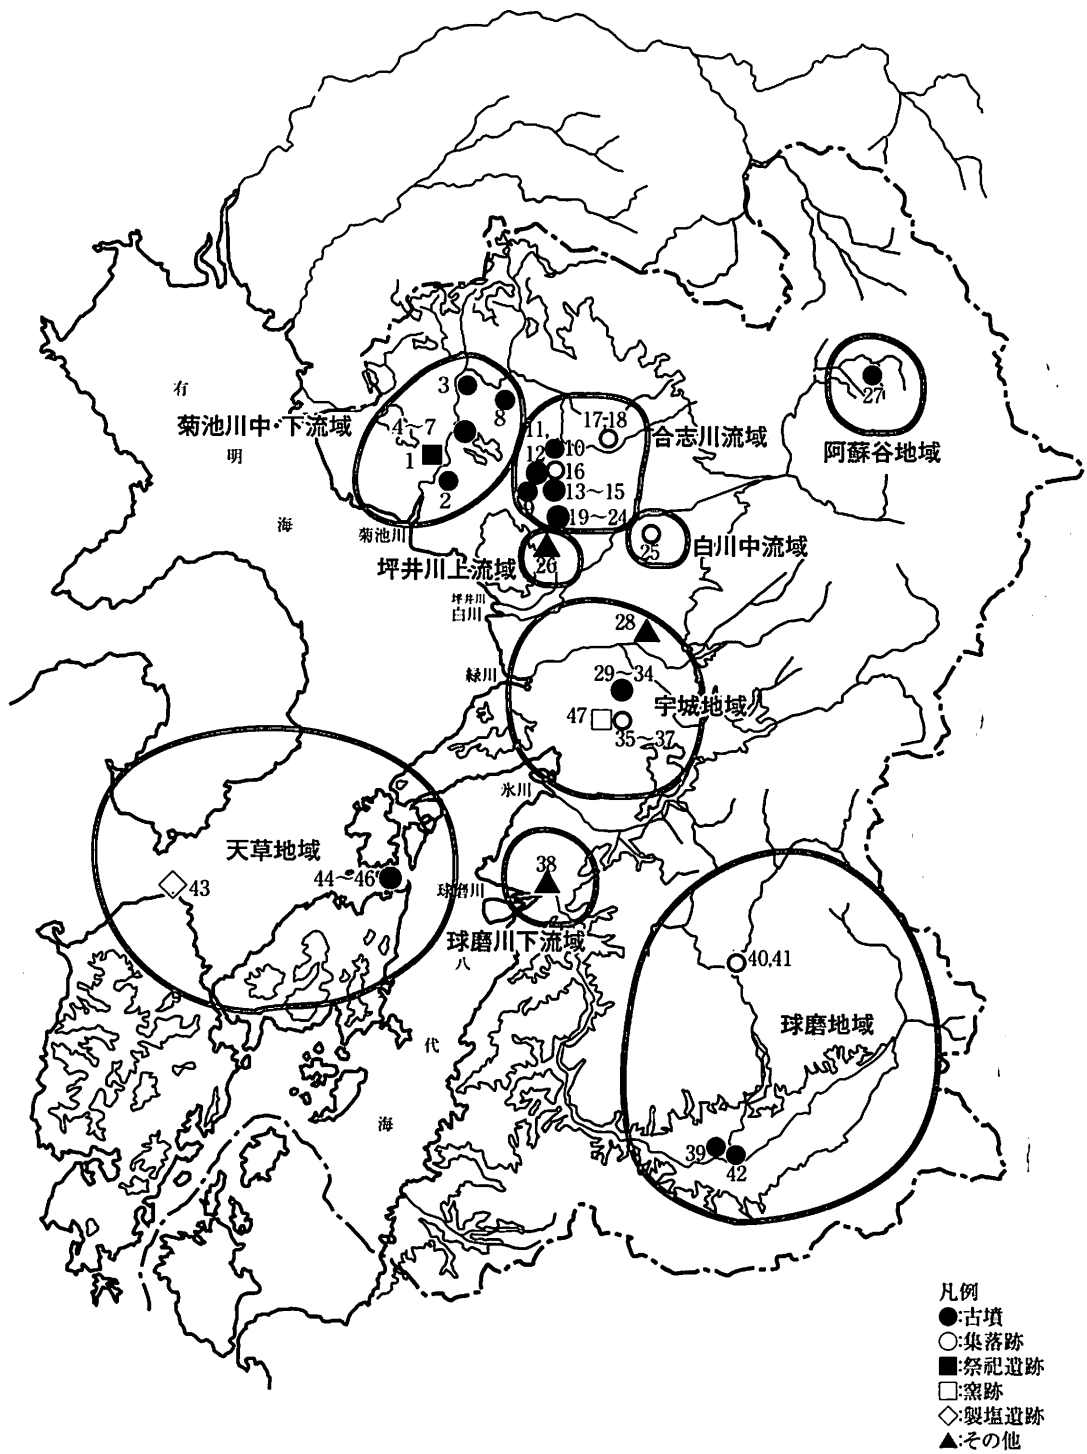 有
明
海
菊池川中・下流域
3
8
4～7
1
2
菊池川
17·18
合志川流域
11,
10
12
16
13～15
9
19～24
27
阿蘇谷地域
25
白川中流域
坪井川上流域
26
坪井川
白川
28
緑川
29～34
宇城地域
47
35～37
氷川
天草地域
44～46
43
38
球磨川
球磨川下流域
八
代
海
40,41
球磨地域
39
42
凡例
●:古墳
○:集落跡
■:祭祀遺跡
□:窯跡
◇:製塩遺跡
▲:その他